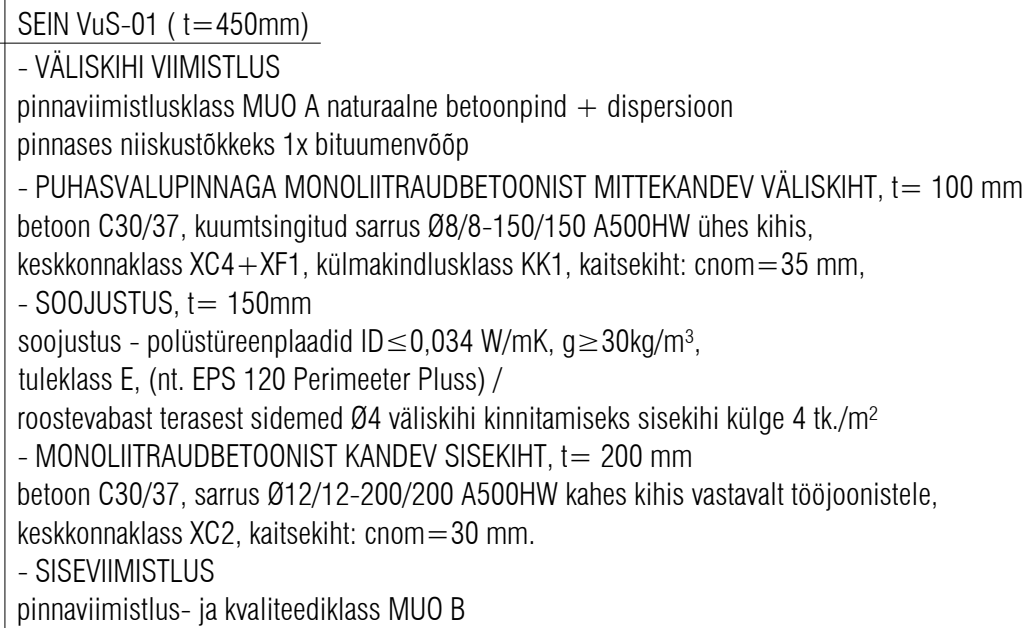 SEIN VuS-01 ( t=450mm)
- VÄLISKIHI VIIMISTLUS
pinnaviimistlusklass MUO A naturaalne betoonpind + dispersioon
pinnases niiskustõkkeks 1x bituumenvööp
- PUHASVALUPINNAGA MONOLIITRAUDBETOONIST MITTEKANDEV VÄLISKIHT, t= 100 mm
betoon C30/37, kuumtsingitud sarrus Ø8/8-150/150 A500HW ühes kihis,
keskkonnaklass XC4+XF1, külmakindlusklass KK1, kaitsekiht: cnom=35 mm,
- SOOJUSTUS, t= 150mm
soojustus - polüstüreenplaadid lD≤0,034 W/mK, g≥30kg/m³,
tuleklass E, (nt. EPS 120 Perimeeter Pluss) /
roostevabast terasest sidemed Ø4 väliskihi kinnitamiseks sisekihi külge 4 tk./m²
- MONOLIITRAUDBETOONIST KANDEV SISEKIHT, t= 200 mm
betoon C30/37, sarrus Ø12/12-200/200 A500HW kahes kihis vastavalt tööjoonistele,
keskkonnaklass XC2, kaitsekiht: cnom=30 mm.
- SISEVIIMISTLUS
pinnaviimistlus- ja kvaliteediklass MUO B